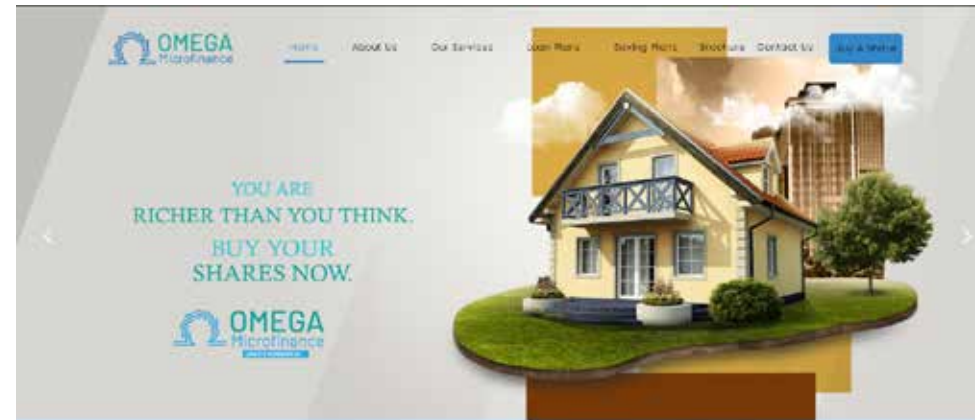 OMEGA
Microfinance
Home
About Us
Our Services
Loan Plans
Saving Plans
Brochure
Contact Us
YOU ARE
RICHER THAN YOU THINK.
BUY YOUR
SHARES NOW.
OMEGA
Microfinance